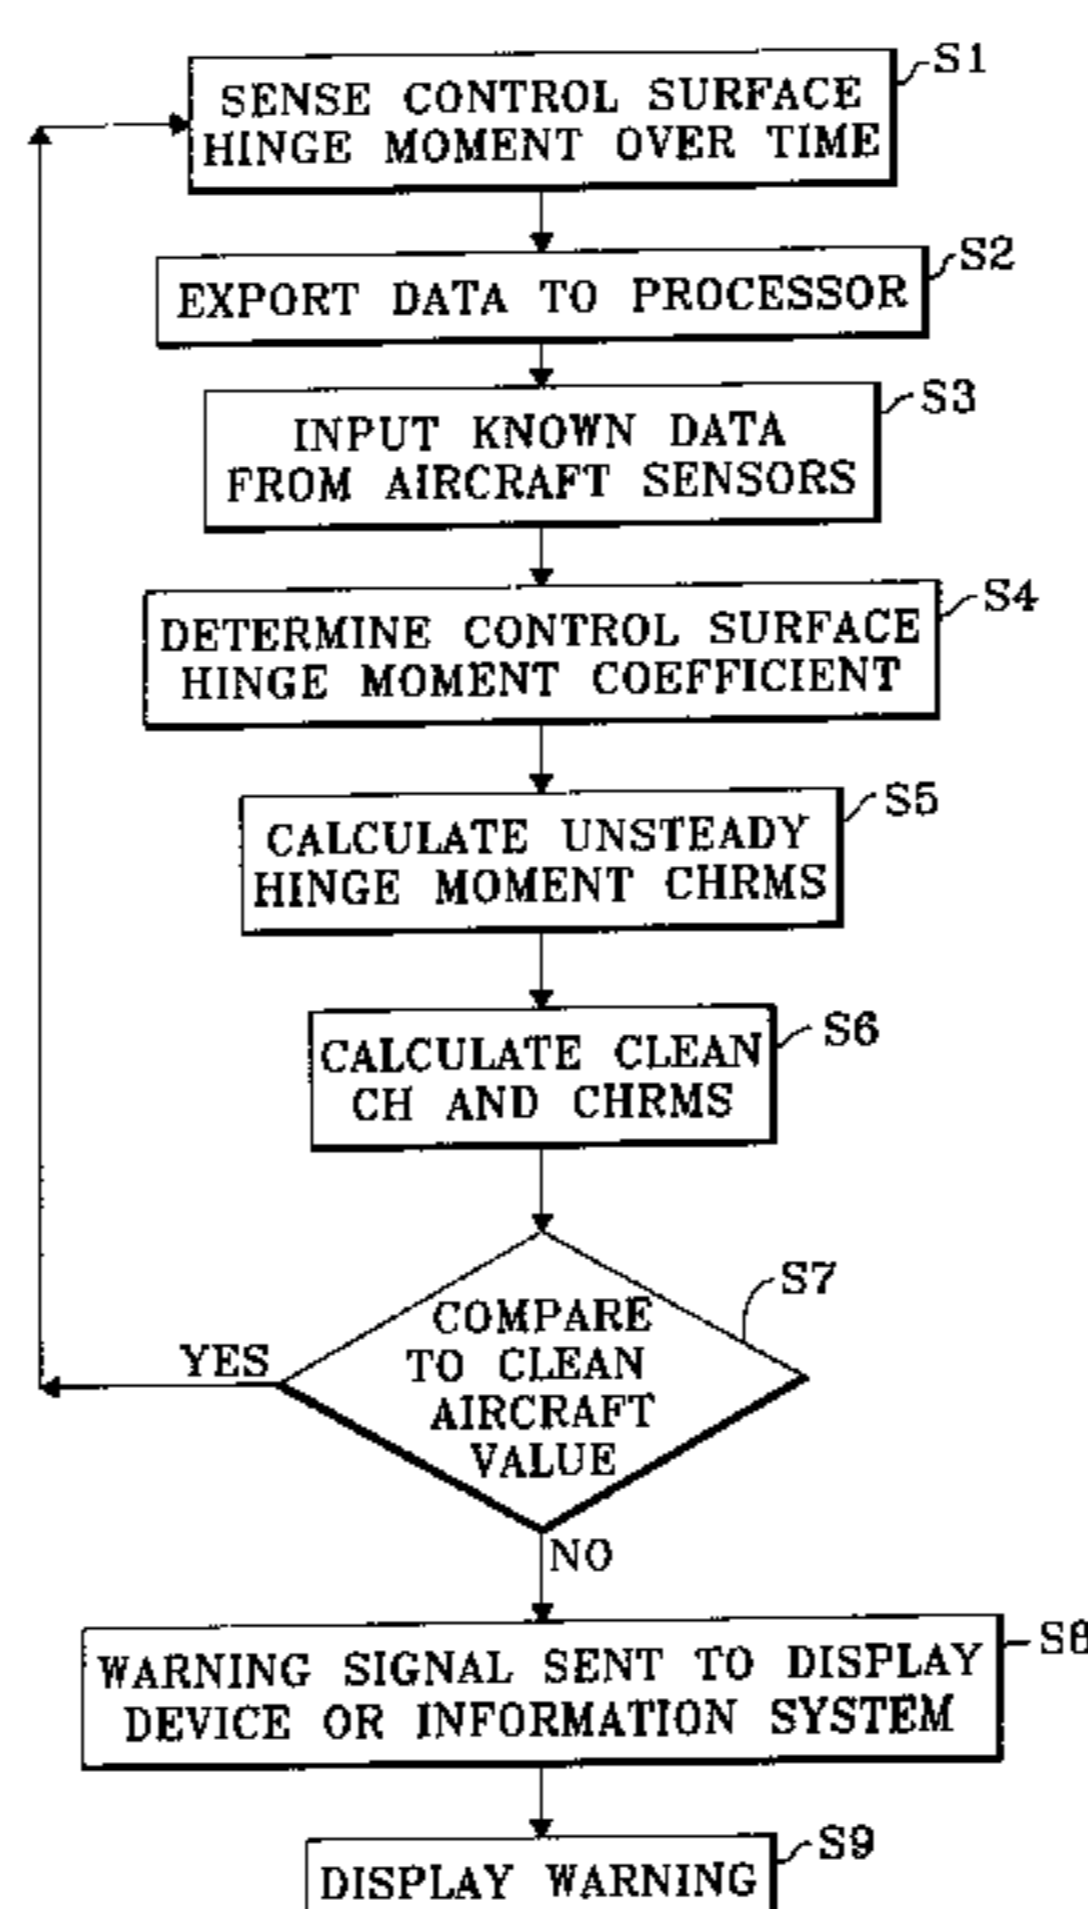 S1
SENSE CONTROL SURFACE
HINGE MOMENT OVER TIME
S2
EXPORT DATA TO PROCESSOR
S3
INPUT KNOWN DATA
FROM AIRCRAFT SENSORS
S4
DETERMINE CONTROL SURFACE
HINGE MOMENT COEFFICIENT
S5
CALCULATE UNSTEADY
HINGE MOMENT CHRMS
S6
CALCULATE CLEAN
CH AND CHRMS
S7
COMPARE
TO CLEAN
AIRCRAFT
VALUE
YES
NO
S8
WARNING SIGNAL SENT TO DISPLAY
DEVICE OR INFORMATION SYSTEM
S9
DISPLAY WARNING